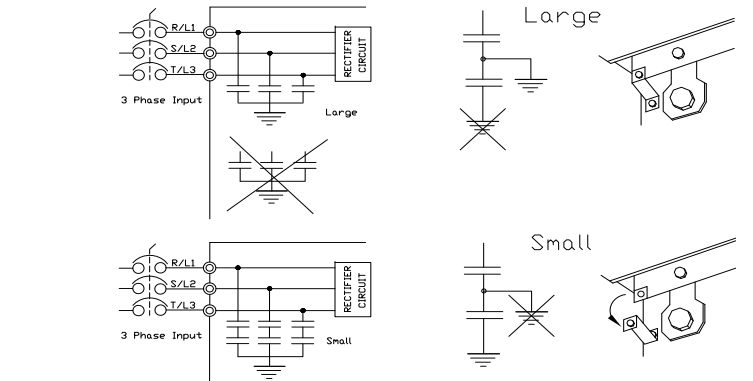 R/L1
S/L2
T/L3
RECTIFIER
CIRCUIT
3 Phase Input
Large
Large
R/L1
S/L2
T/L3
RECTIFIER
CIRCUIT
3 Phase Input
Small
Small